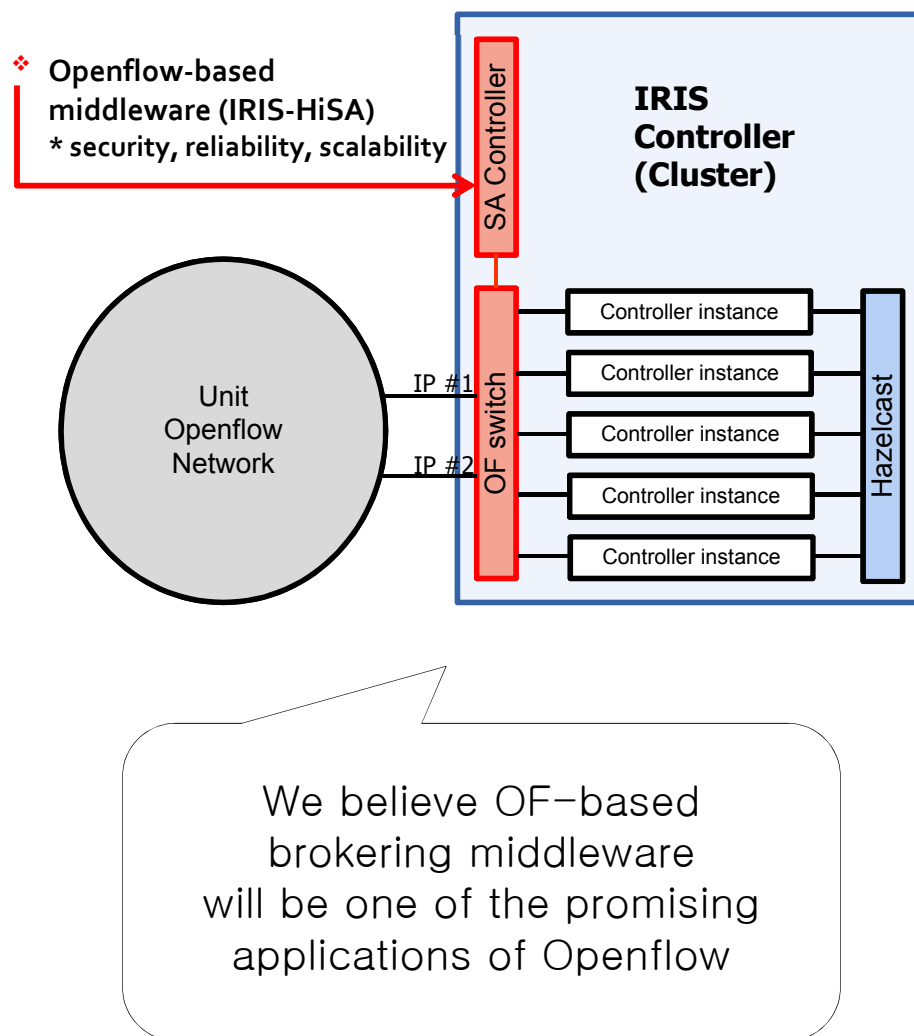 ❖ Openflow-based
middleware (IRIS-HiSA)
* security, reliability, scalability
SA Controller
IRIS
Controller
(Cluster)
Unit
Openflow
Network
IP #1
IP #2
OF switch
Controller instance
Controller instance
Controller instance
Controller instance
Controller instance
Hazelcast
We believe OF-based
brokering middleware
will be one of the promising
applications of Openflow